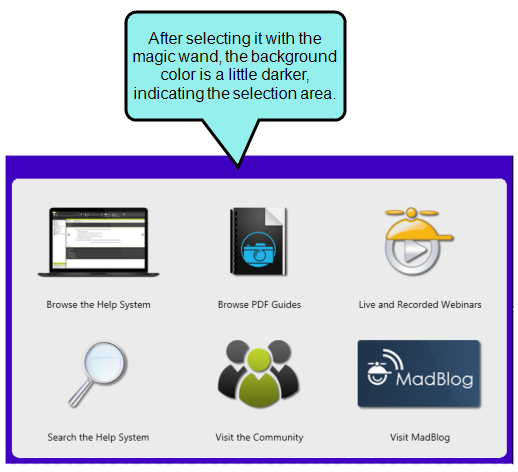 After selecting it with the
magic wand, the background
color is a little darker,
indicating the selection area.
Browse the Help System
Browse PDF Guides
Live and Recorded Webinars
MadBlog
Search the Help System
Visit the Community
Visit MadBlog